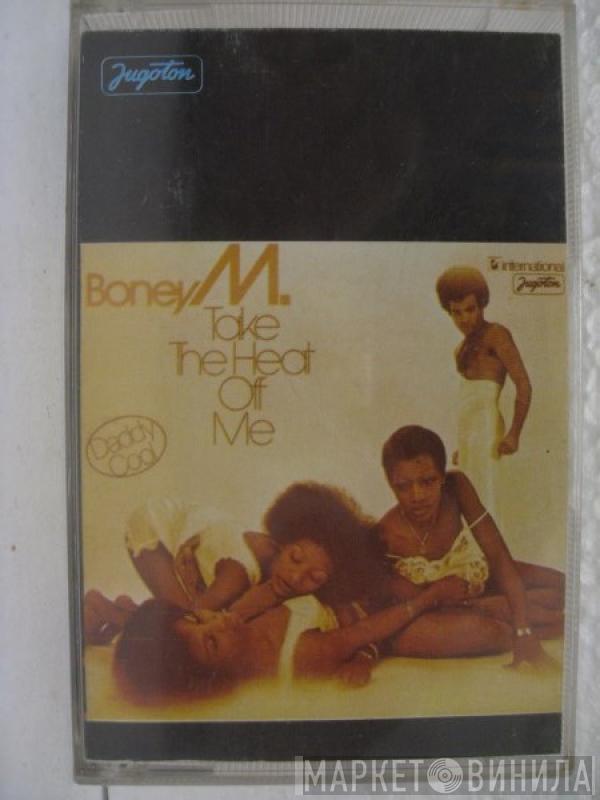 Jugoton
Boney M.
Take
The Heat
Off
Me
international
Jugoton
Daddy
Cool
МАРКЕТ ВИНИЛА